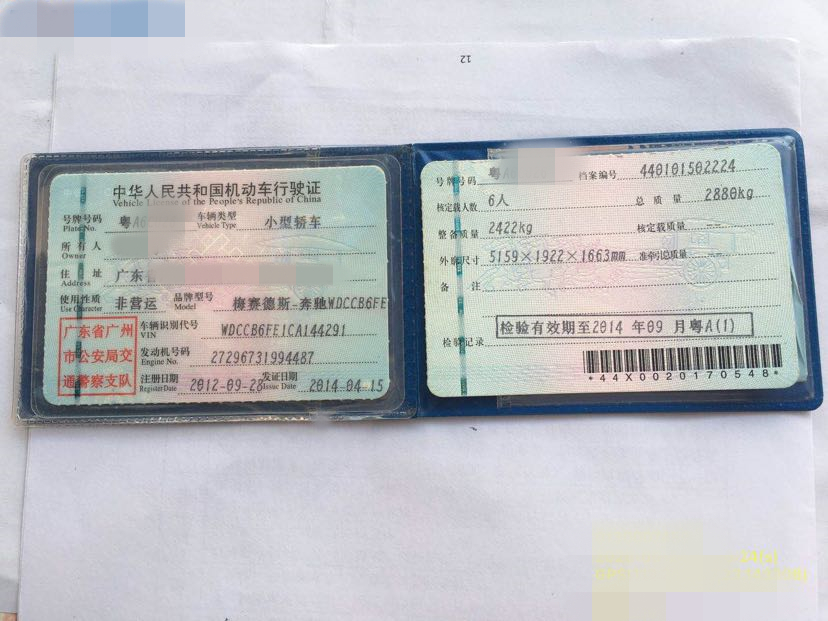 12
中华人民共和国机动车行驶证
Vehicle License of the People's Republic of China
号牌号码 粤A6 车辆类型 小型轿车
Plate No. Vehicle Type
所有人
Owner
住址 广东省
Address
使用性质 非营运 品牌型号 梅赛德斯-奔驰WDCCB6FE
Use Character Model
广东省广州
市公安局交
通警察支队
车辆识别代号 WDCCB6FE1CA144291
VIN
发动机号码 27296731994487
Engine No.
注册日期 2012-09-28 发证日期 2014-04-15
Register Date Issue Date
号牌号码 粤A 档案编号 440101502224
核定载人数 6人 总质量 2880kg
整备质量 2422kg 核定载质量 --
外廓尺寸 5159×1922×1663mm 准牵引总质量 --
备注
检验有效期至2014年09月粤A(1)
检验记录
*44X0020170548*